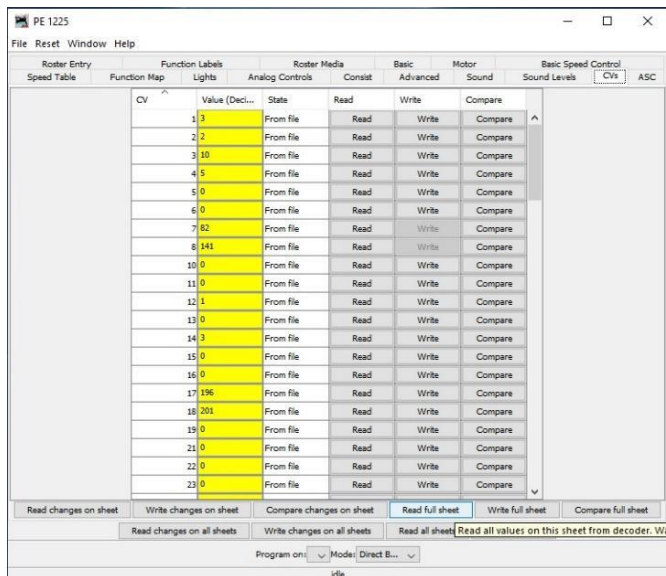 PE 1225
File Reset Window Help
Roster Entry Function Labels Roster Media Basic Motor Basic Speed Control
Speed Table Function Map Lights Analog Controls Consist Advanced Sound Sound Levels CVs ASC
CV Value (Deci... State Read Write Compare
1 3 From file Read Write Compare
2 2 From file Read Write Compare
3 10 From file Read Write Compare
4 5 From file Read Write Compare
5 0 From file Read Write Compare
6 0 From file Read Write Compare
7 82 From file Read Write Compare
8 141 From file Read Write Compare
10 0 From file Read Write Compare
11 0 From file Read Write Compare
12 1 From file Read Write Compare
13 0 From file Read Write Compare
14 3 From file Read Write Compare
15 0 From file Read Write Compare
16 0 From file Read Write Compare
17 196 From file Read Write Compare
18 201 From file Read Write Compare
19 0 From file Read Write Compare
21 0 From file Read Write Compare
22 0 From file Read Write Compare
23 0 From file Read Write Compare
Read changes on sheet Write changes on sheet Compare changes on sheet Read full sheet Write full sheet Compare full sheet
Read changes on all sheets Write changes on all sheets Read all sheets Read all values on this sheet from decoder. Wa
Program on: Mode: Direct B...
idle